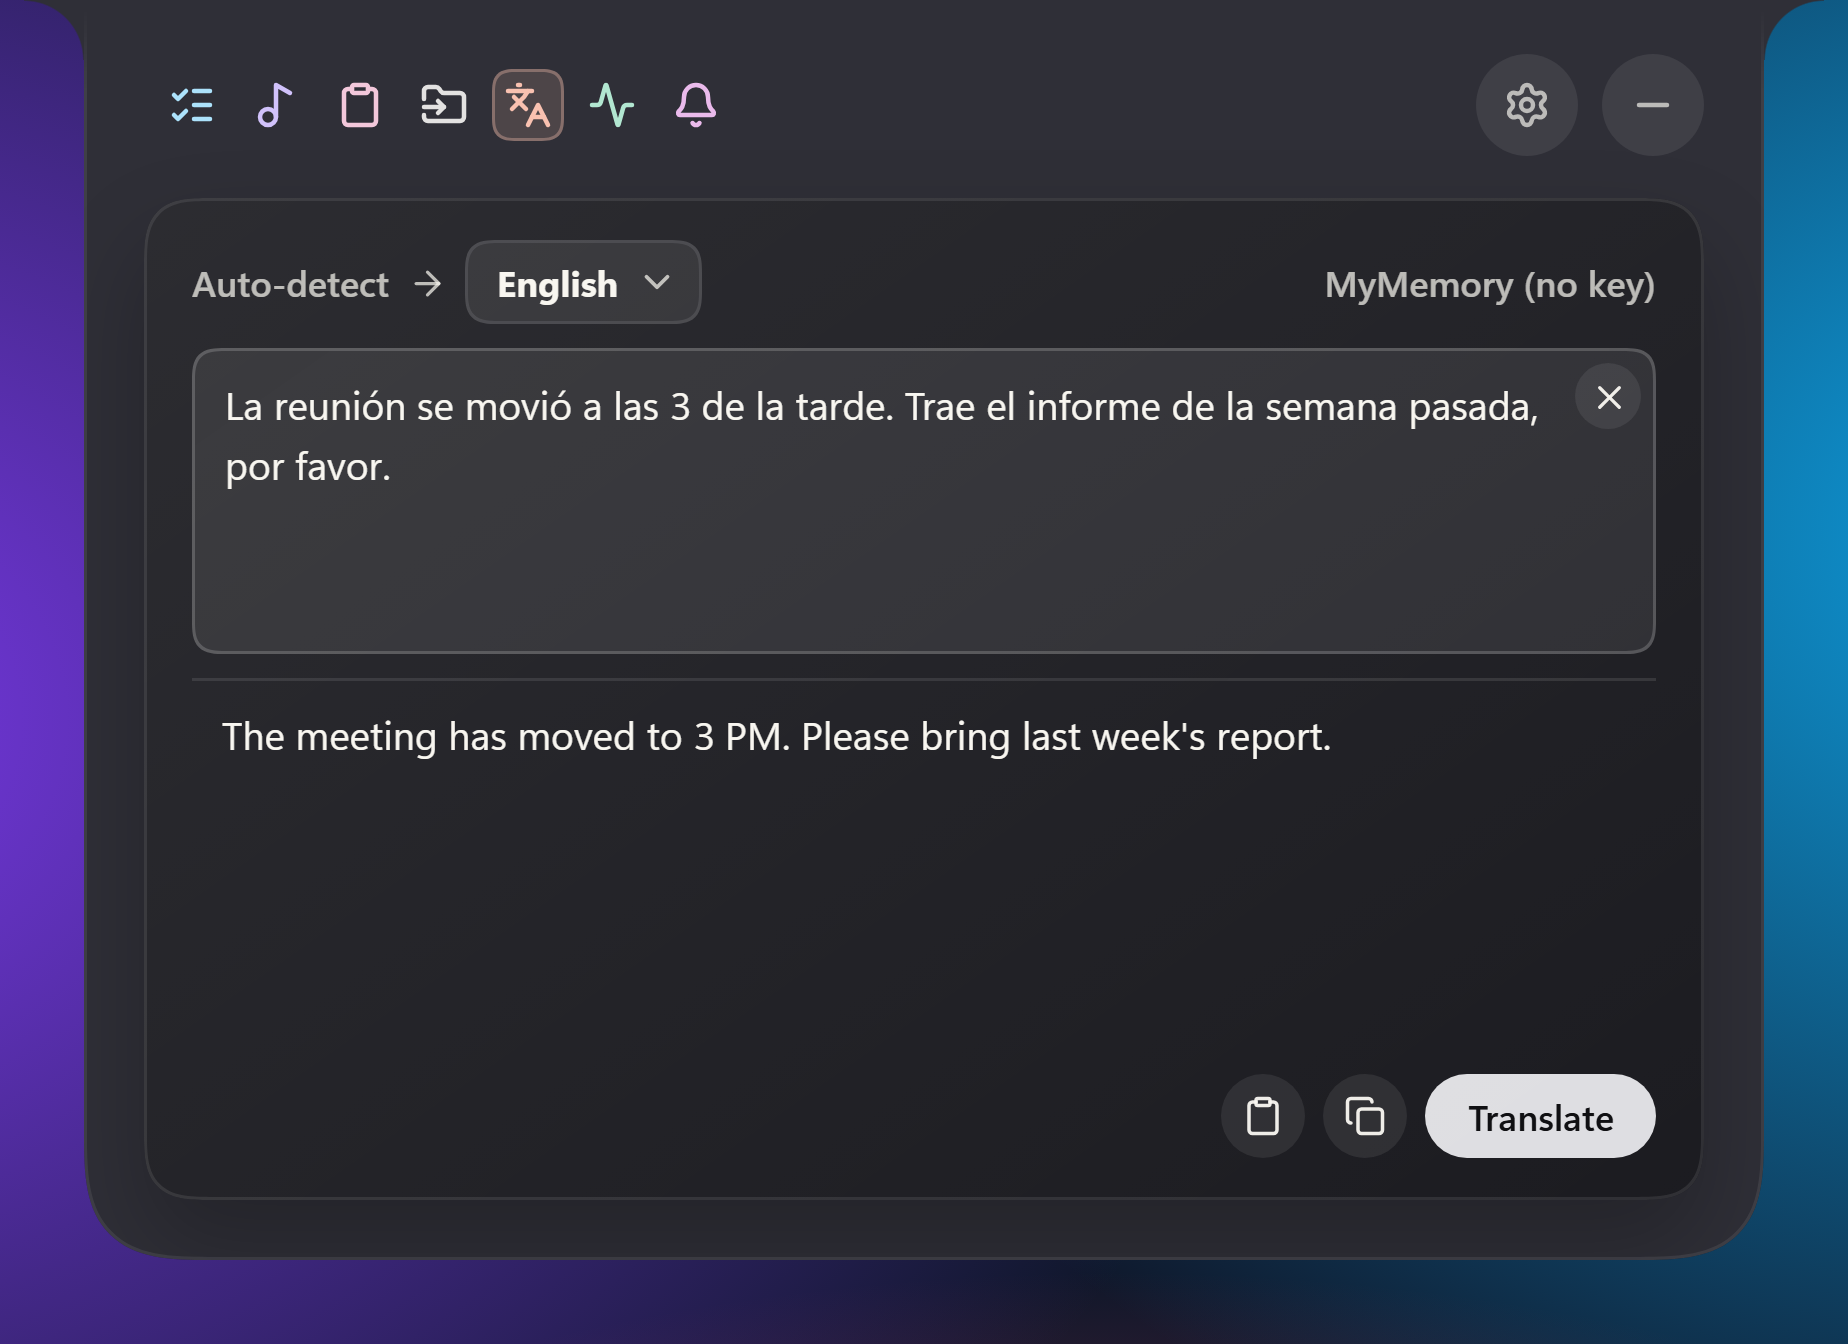 Auto-detect → English
MyMemory (no key)
La reunión se movió a las 3 de la tarde. Trae el informe de la semana pasada,
por favor.
The meeting has moved to 3 PM. Please bring last week's report.
Translate